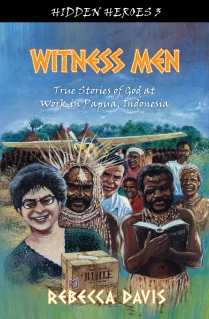 HIDDEN HEROES 3
WITNESS MEN
True Stories of God at
Work in Papua, Indonesia
BIBLE
REBECCA DAVIS